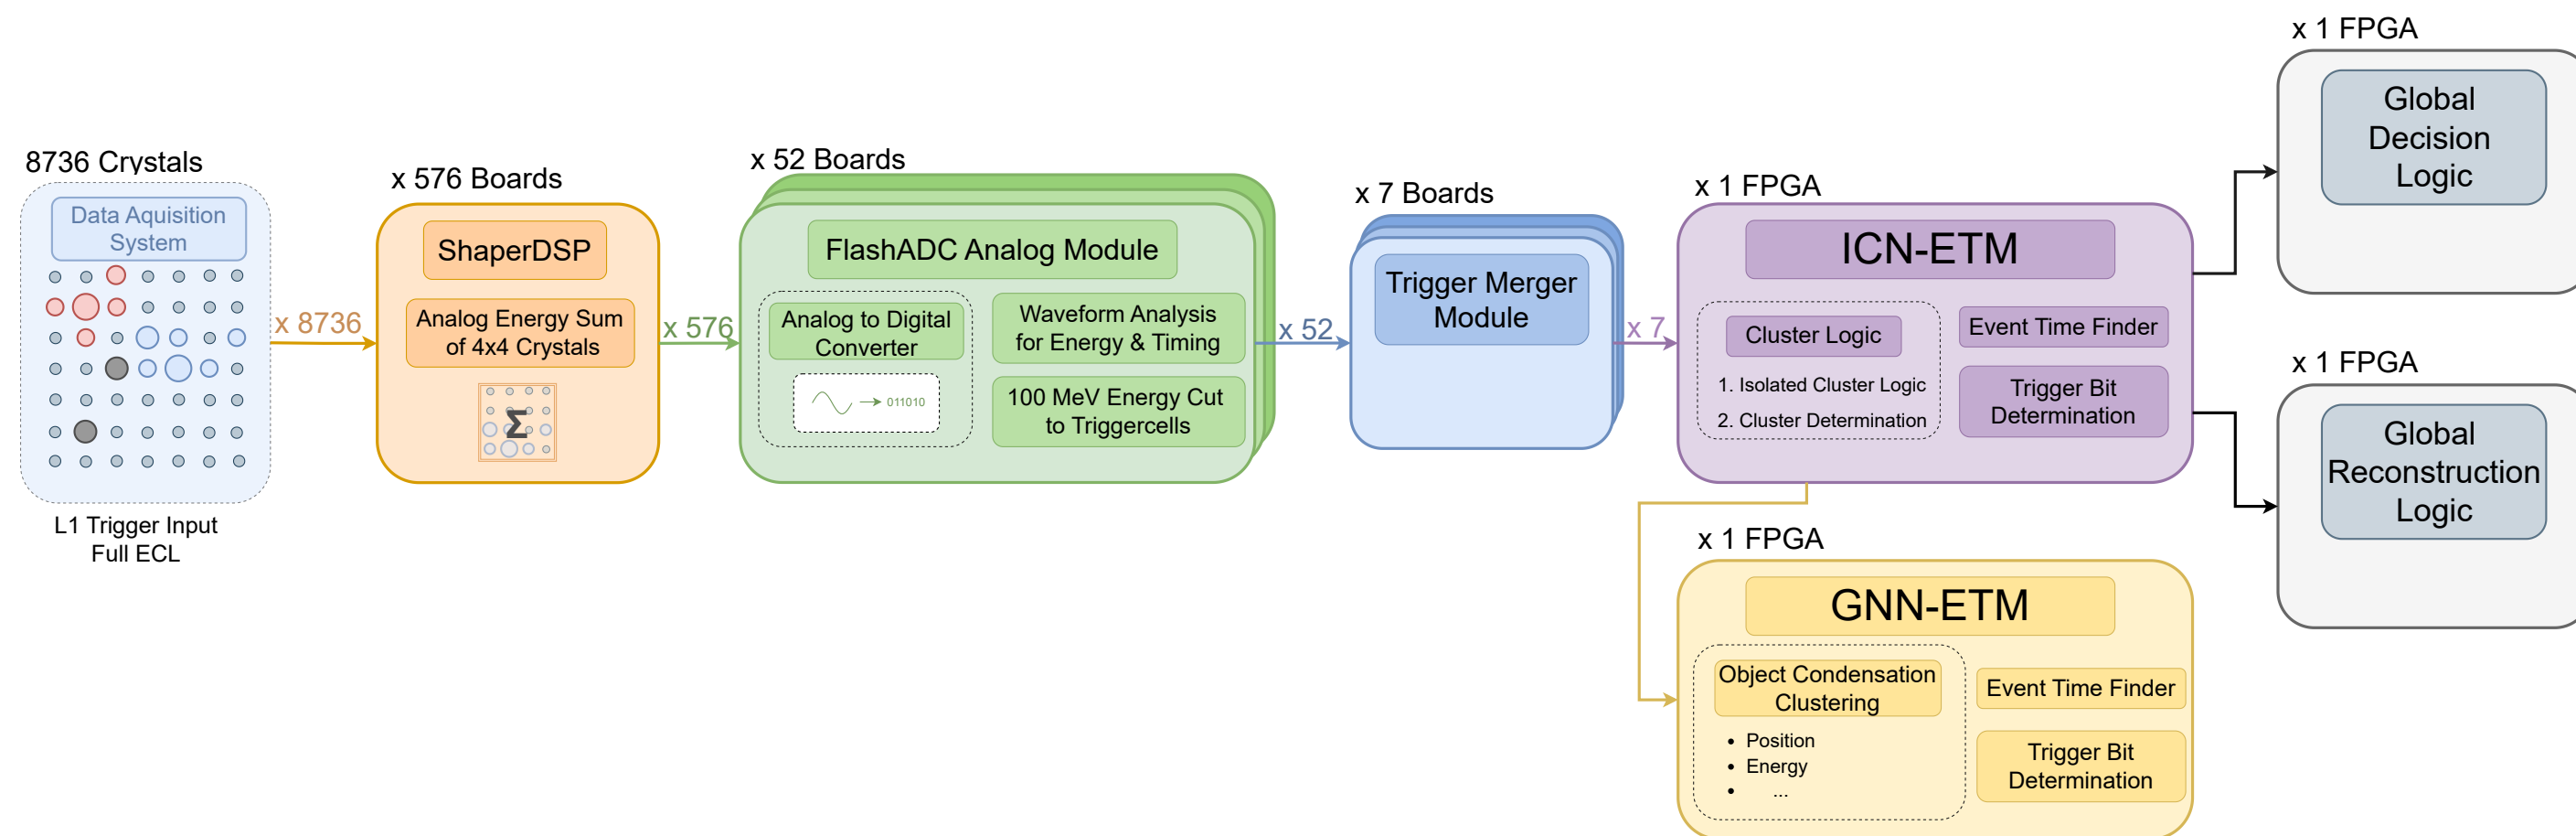 8736 Crystals
Data Aquisition
System
L1 Trigger Input
Full ECL
x 8736
x 576 Boards
ShaperDSP
Analog Energy Sum
of 4x4 Crystals
Σ
x 576
x 52 Boards
FlashADC Analog Module
Analog to Digital
Converter
011010
Waveform Analysis
for Energy & Timing
100 MeV Energy Cut
to Triggercells
x 52
x 7 Boards
Trigger Merger
Module
x 7
x 1 FPGA
ICN-ETM
Cluster Logic
1. Isolated Cluster Logic
2. Cluster Determination
Event Time Finder
Trigger Bit
Determination
x 1 FPGA
GNN-ETM
Object Condensation
Clustering
• Position
• Energy
• ...
Event Time Finder
Trigger Bit
Determination
x 1 FPGA
Global
Decision
Logic
x 1 FPGA
Global
Reconstruction
Logic